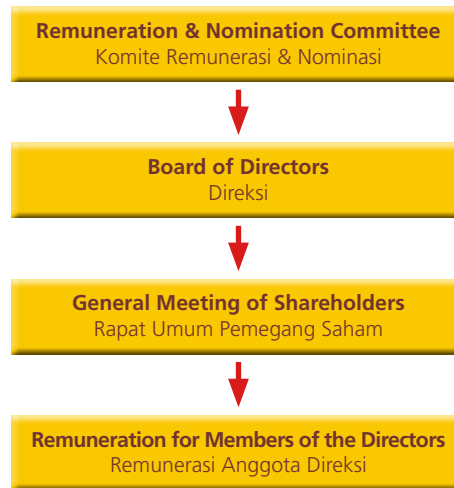 Remuneration & Nomination Committee
Komite Remunerasi & Nominasi
Board of Directors
Direksi
General Meeting of Shareholders
Rapat Umum Pemegang Saham
Remuneration for Members of the Directors
Remunerasi Anggota Direksi